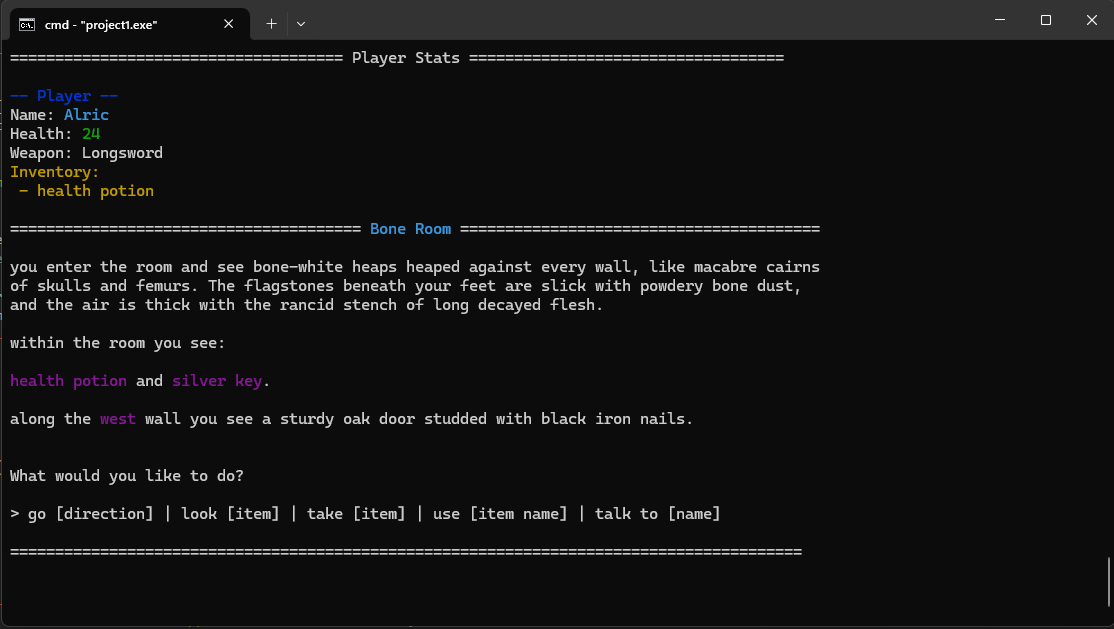 cmd - "project1.exe"
===================================== Player Stats ===================================
-- Player --
Name: Alric
Health: 24
Weapon: Longsword
Inventory:
- health potion
======================================= Bone Room ========================================
you enter the room and see bone-white heaps heaped against every wall, like macabre cairns
of skulls and femurs. The flagstones beneath your feet are slick with powdery bone dust,
and the air is thick with the rancid stench of long decayed flesh.
within the room you see:
health potion and silver key.
along the west wall you see a sturdy oak door studded with black iron nails.
What would you like to do?
> go [direction] | look [item] | take [item] | use [item name] | talk to [name]
========================================================================================